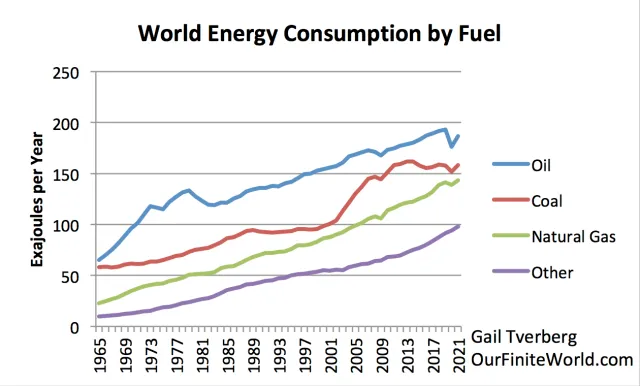 World Energy Consumption by Fuel
250
200
150
100
50
0
Exajoules per Year
1965
1969
1973
1977
1981
1985
1989
1993
1997
2001
2005
2009
2013
2017
2021
Oil
Coal
Natural Gas
Other
Gail Tverberg
OurFiniteWorld.com